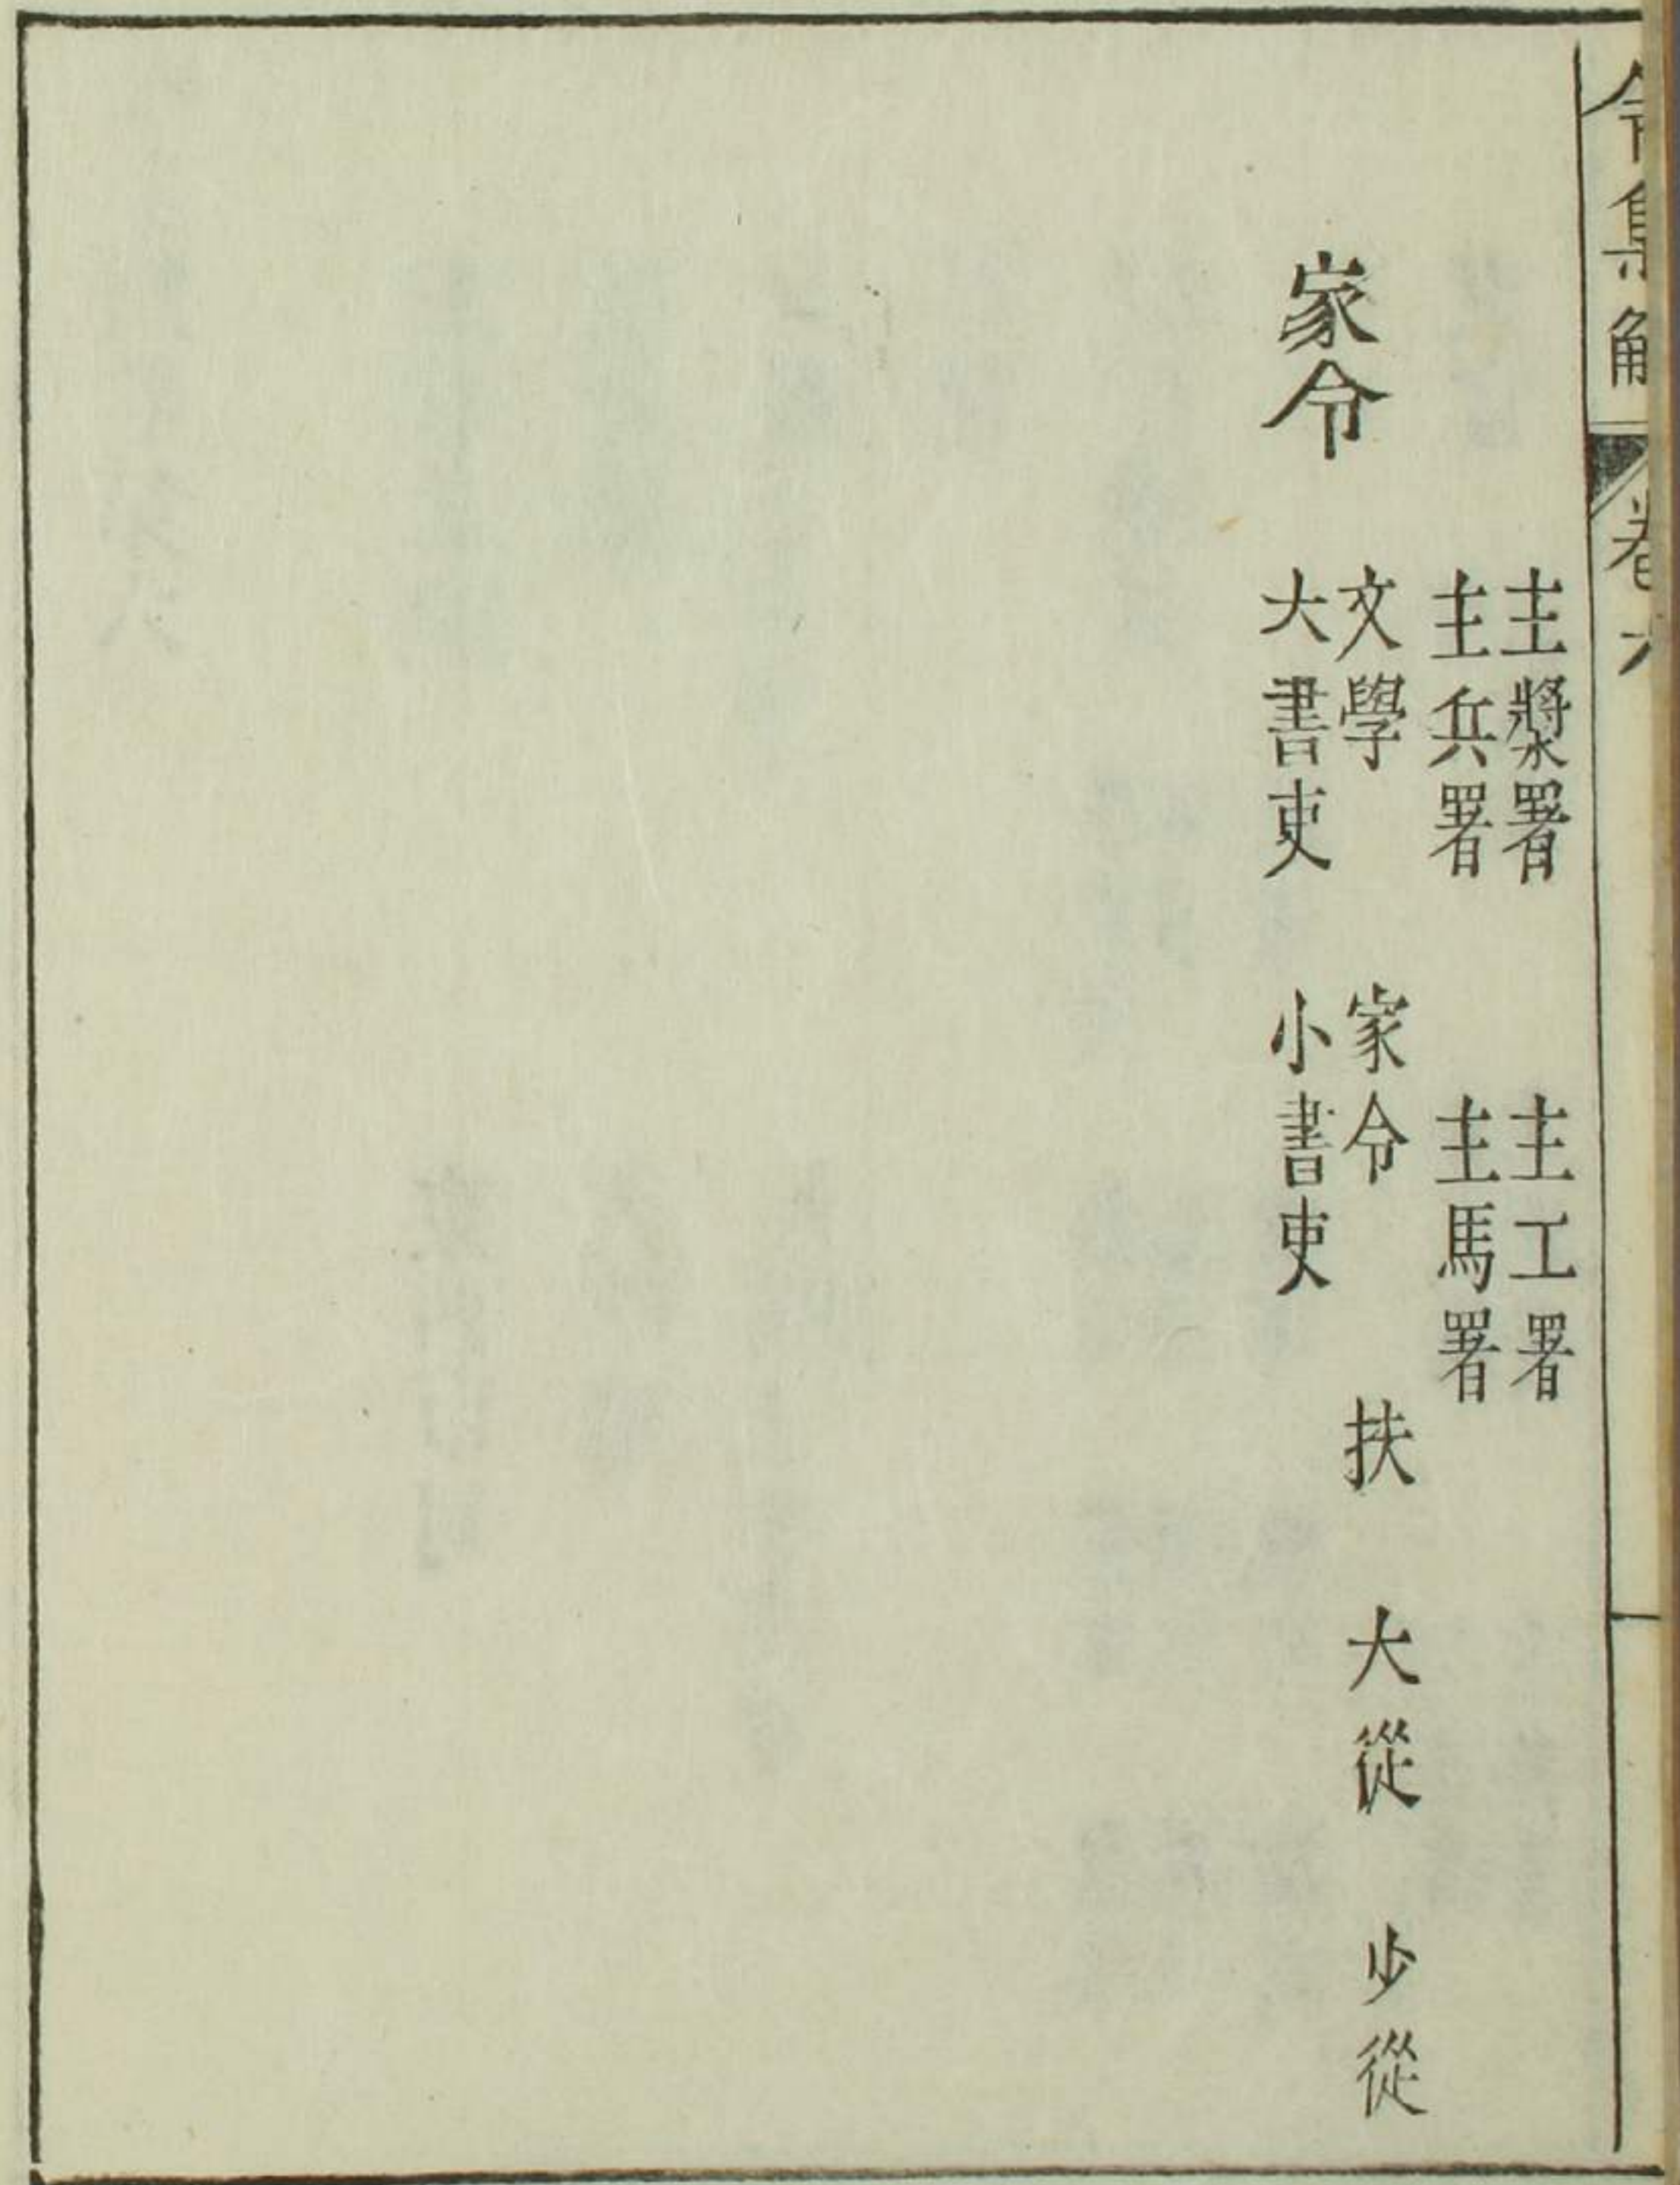 令集解 卷六
主漿署 主工署
主兵署 主馬署
家令
文學 家令 扶 大從 少從
大書吏 小書吏